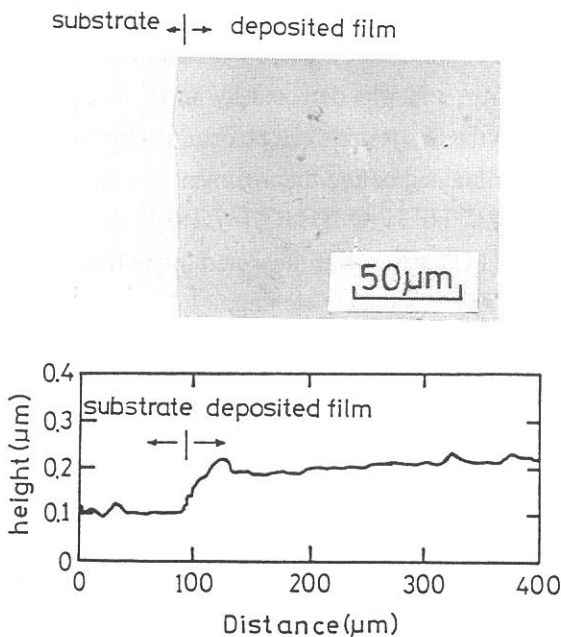 substrate deposited film
50μm
0.4
substrate deposited film
0.3
0.2
0.1
0
height(μm)
0 100 200 300 400
Distance(μm)